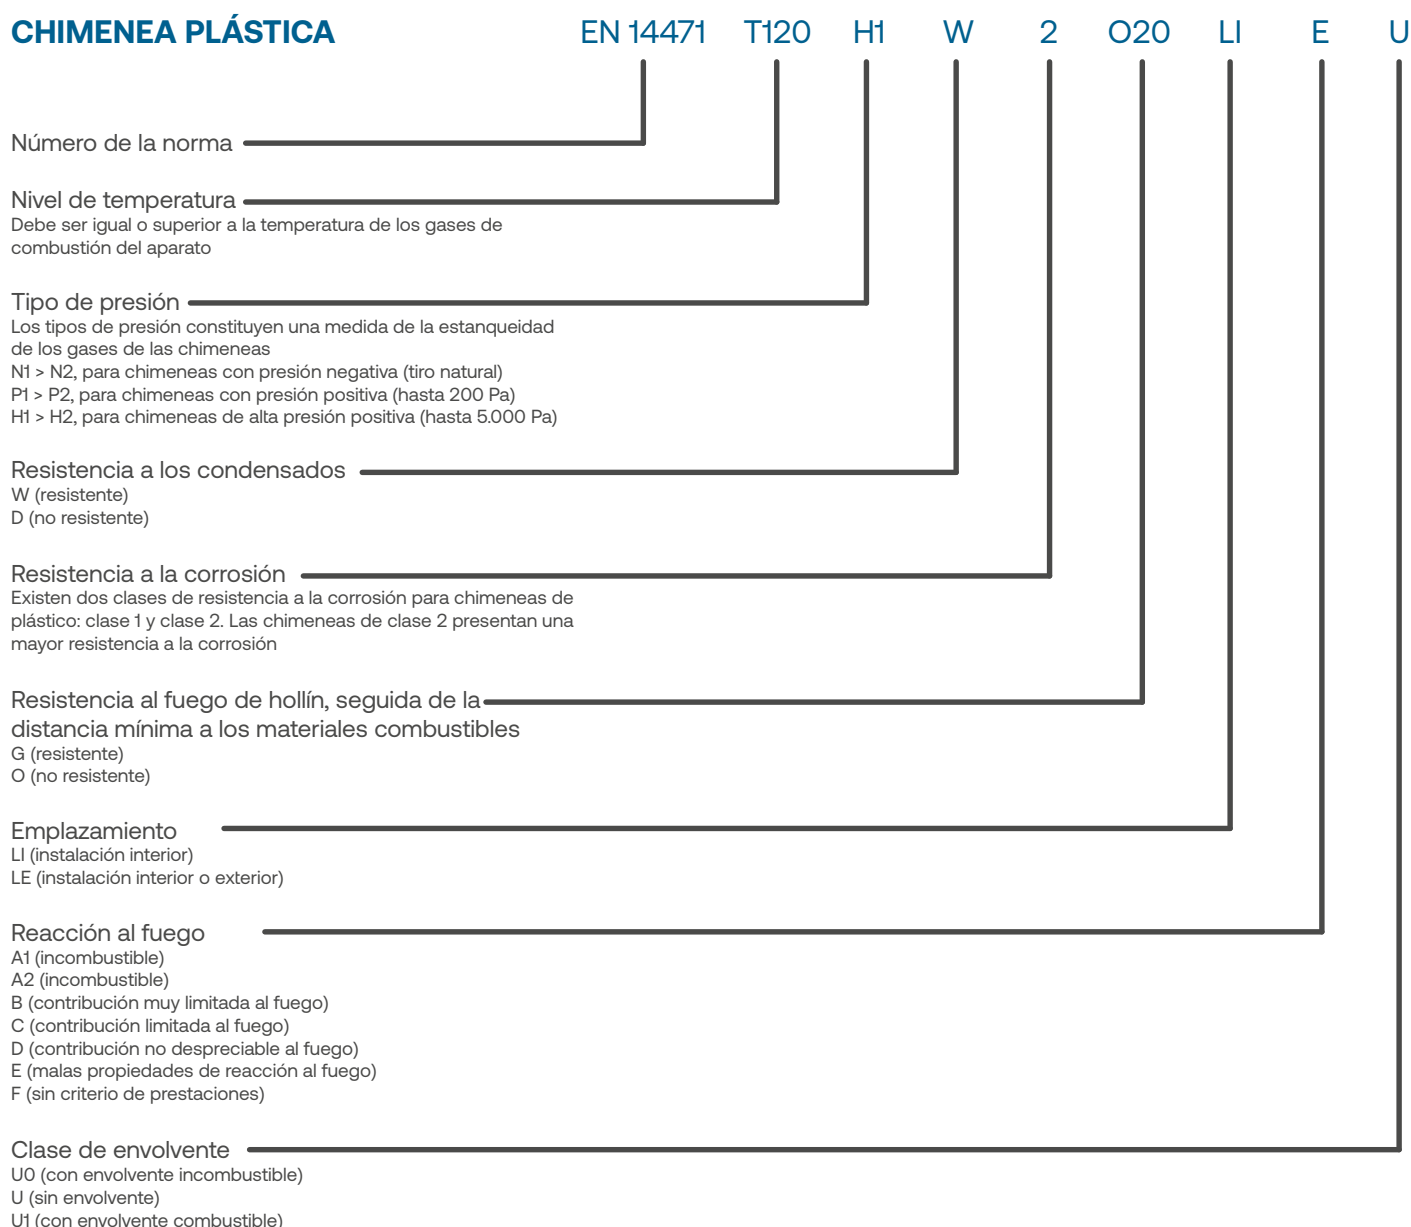 CHIMENEA PLÁSTICA EN 14471 T120 H1 W 2 O20 LI E U
Número de la norma
Nivel de temperatura
Debe ser igual o superior a la temperatura de los gases de
combustión del aparato
Tipo de presión
Los tipos de presión constituyen una medida de la estanqueidad
de los gases de las chimeneas
N1 > N2, para chimeneas con presión negativa (tiro natural)
P1 > P2, para chimeneas con presión positiva (hasta 200 Pa)
H1 > H2, para chimeneas de alta presión positiva (hasta 5.000 Pa)
Resistencia a los condensados
W (resistente)
D (no resistente)
Resistencia a la corrosión
Existen dos clases de resistencia a la corrosión para chimeneas de
plástico: clase 1 y clase 2. Las chimeneas de clase 2 presentan una
mayor resistencia a la corrosión
Resistencia al fuego de hollín, seguida de la
distancia mínima a los materiales combustibles
G (resistente)
O (no resistente)
Emplazamiento
LI (instalación interior)
LE (instalación interior o exterior)
Reacción al fuego
A1 (incombustible)
A2 (incombustible)
B (contribución muy limitada al fuego)
C (contribución limitada al fuego)
D (contribución no despreciable al fuego)
E (malas propiedades de reacción al fuego)
F (sin criterio de prestaciones)
Clase de envolvente
U0 (con envolvente incombustible)
U (sin envolvente)
U1 (con envolvente combustible)